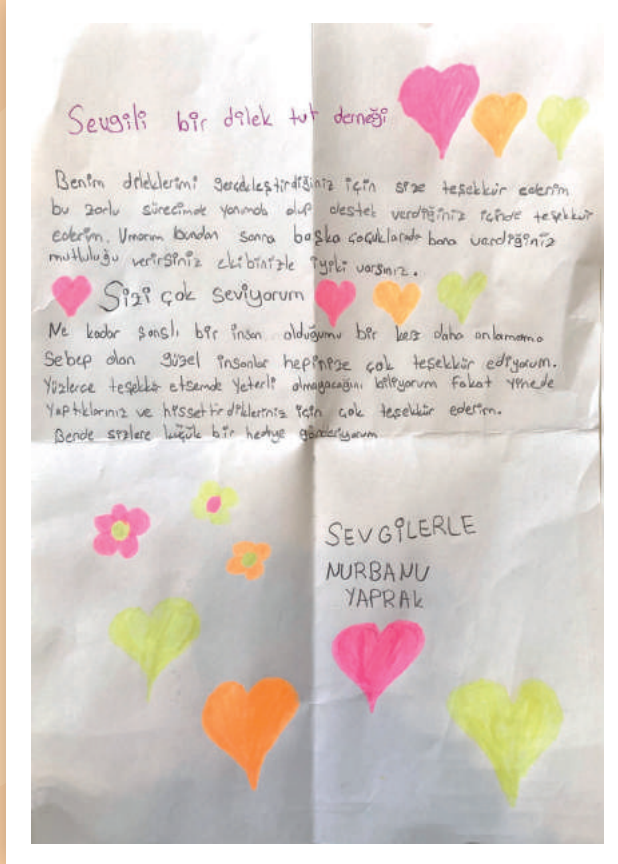 Sevgili bir dilek tut derneği
Benim dileklerimi gerçekleştirdiğiniz için size teşekkür ederim
bu zorlu sürecimde yanımda olup destek verdiğiniz içinde teşekkür
ederim. Umarım bundan sonra başka çocuklarada bana verdiğiniz
mutluluğu verirsiniz ekibinizle iyiki varsınız.
Sizi çok seviyorum
Ne kadar şanslı bir insan olduğumu bir kez daha anlamama
Sebep olan güzel insanlar hepinize çok teşekkür ediyorum.
Yüzlerce teşekkür etsemde yeterli olmayacağını biliyorum fakat yinede
Yaptıklarınız ve hissettirdikleriniz için çok teşekkür ederim.
Bende sizlere küçük bir hediye gönderiyorum
SEVGİLERLE
NURBANU
YAPRAK